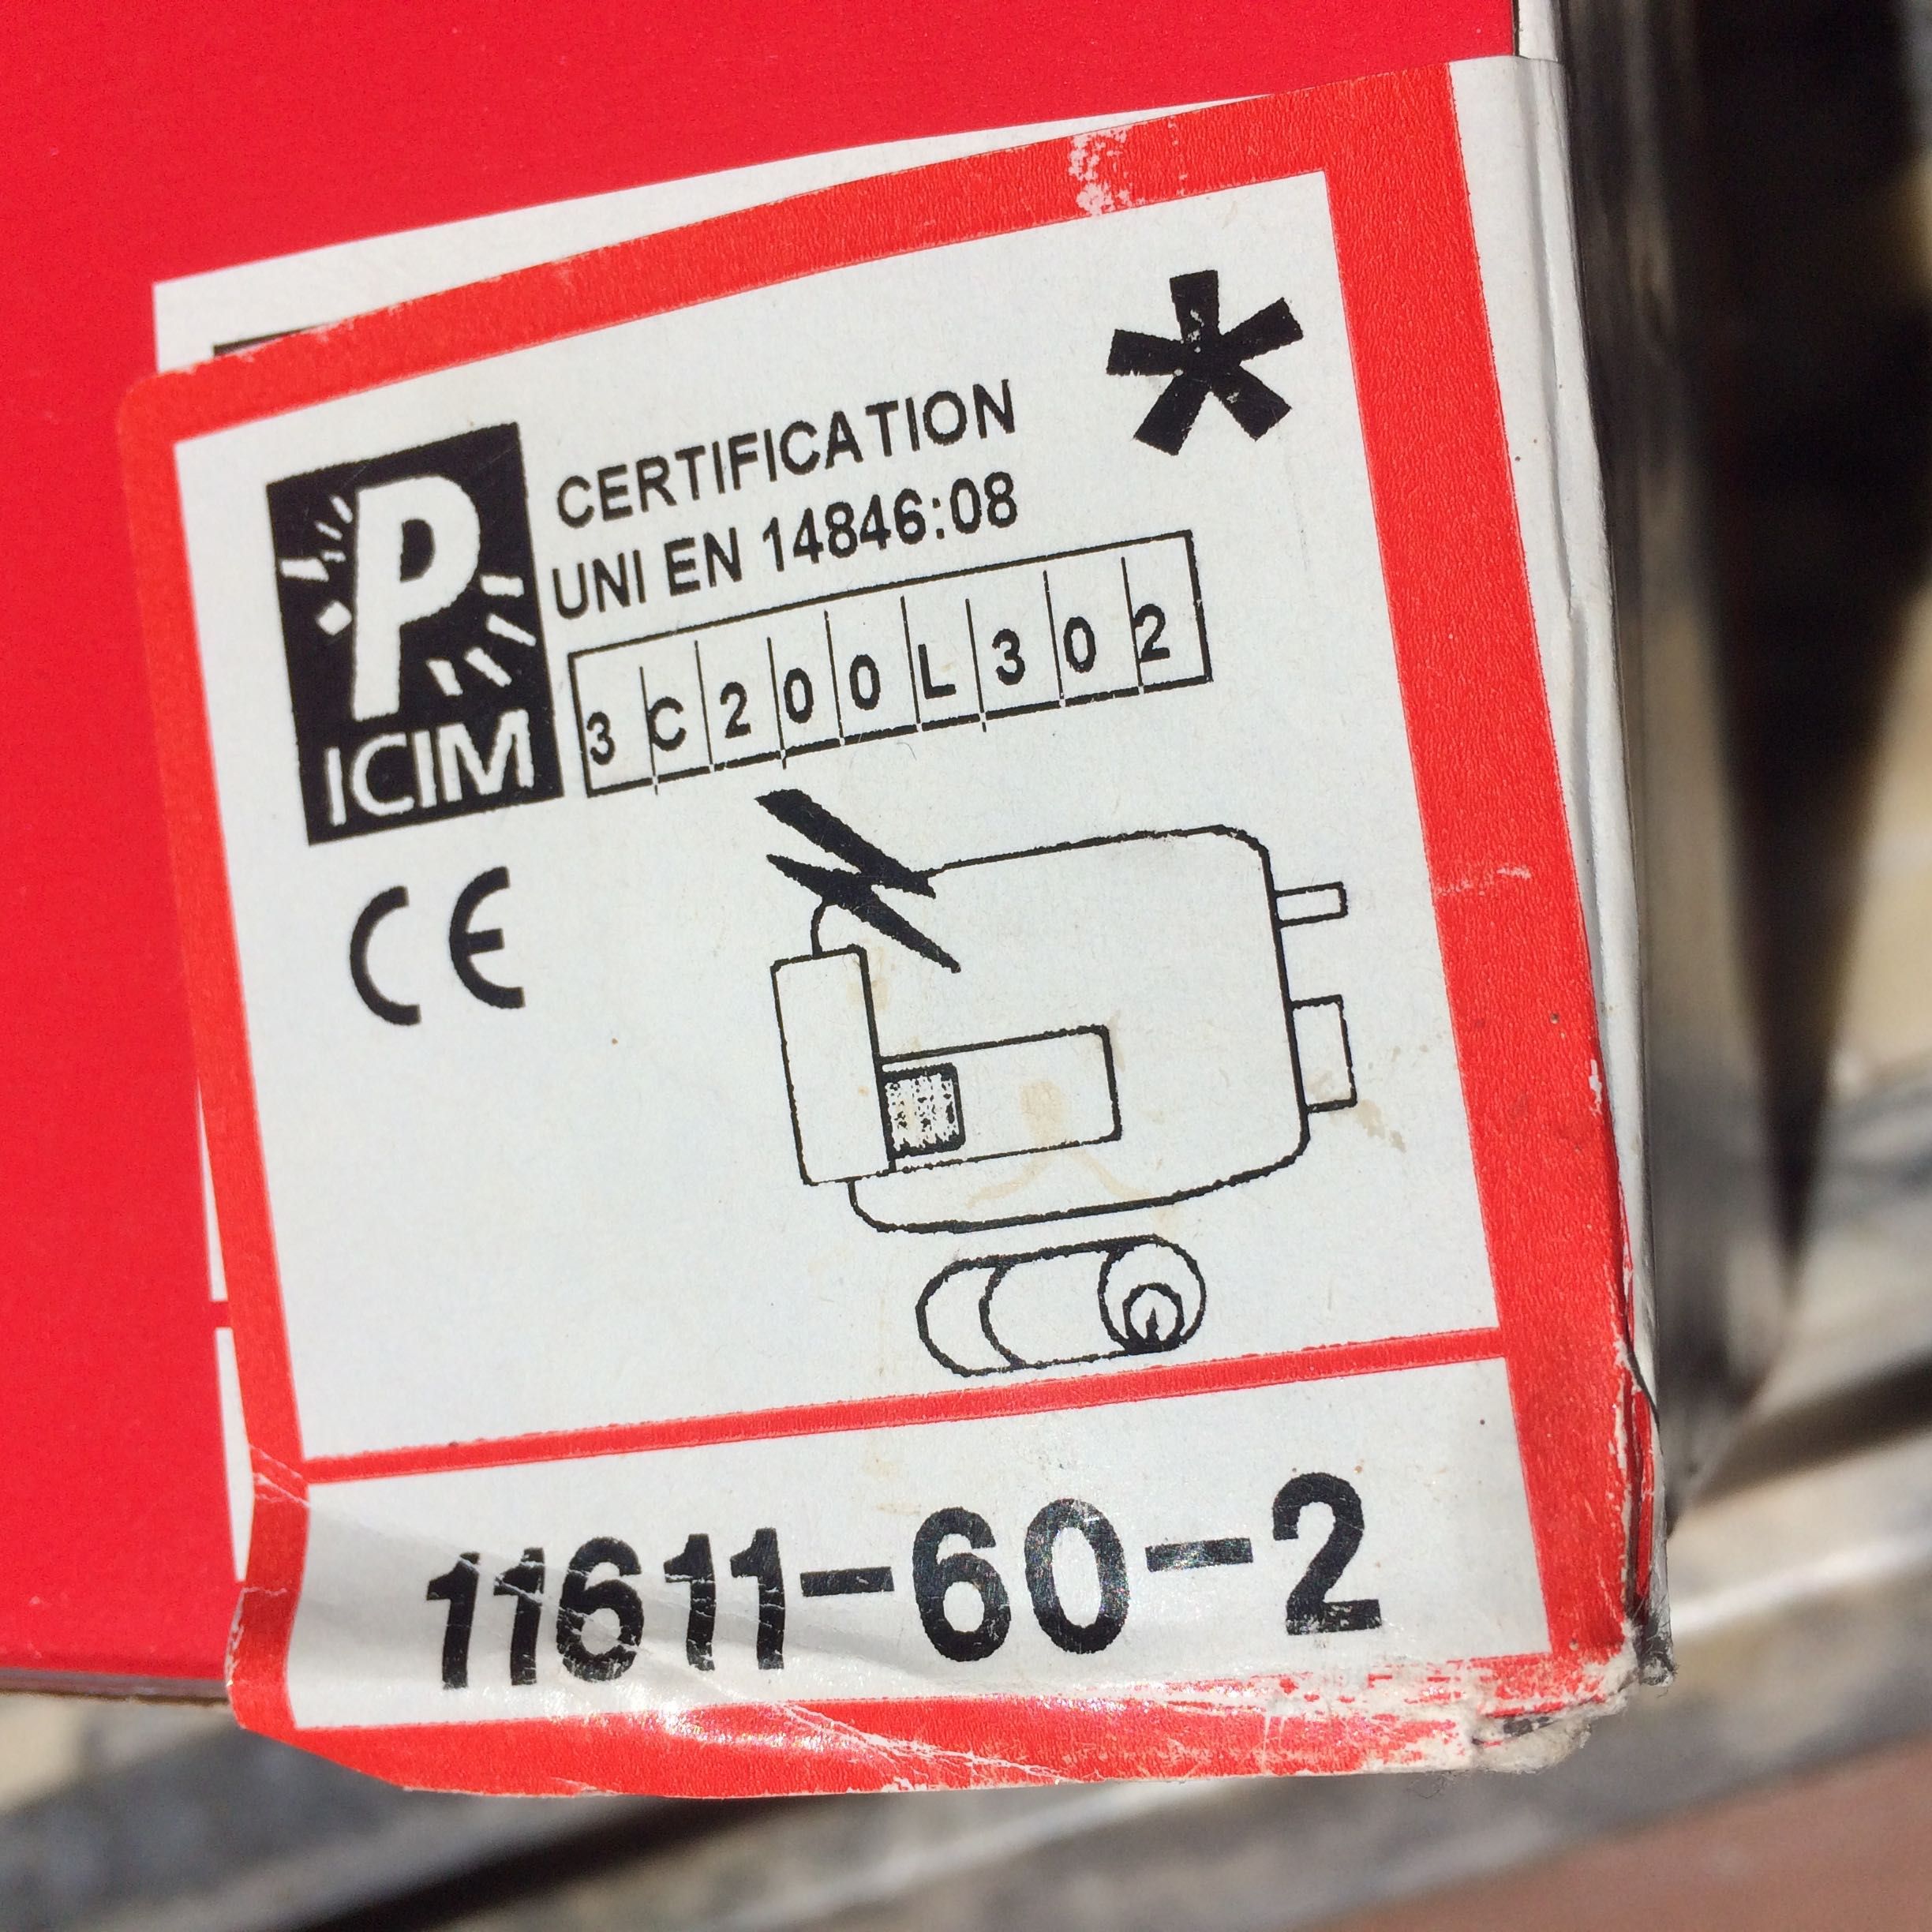 P
ICIM
CERTIFICATION
UNI EN 14846:08
3 C 2 0 0 L 3 0 2
CE
11611-60-2